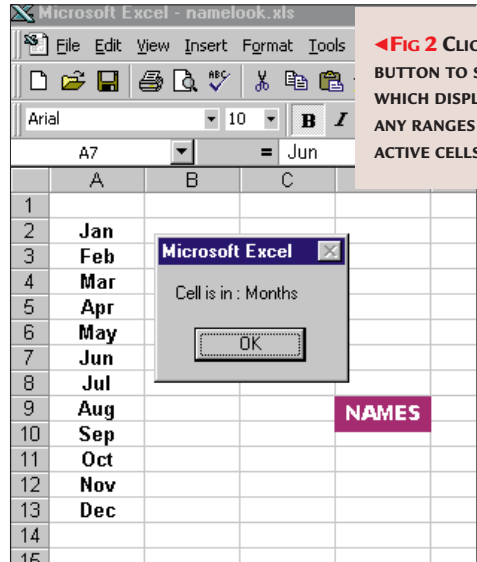 Microsoft Excel - namelook.xls
File Edit View Insert Format Tools
◄FIG 2 CLIC
BUTTON TO S
WHICH DISPL
ANY RANGES
ACTIVE CELLS
ABC
Arial 10 B I
A7 = Jun
A B C
1
2 Jan
3 Feb
4 Mar
5 Apr
6 May
7 Jun
8 Jul
9 Aug
10 Sep
11 Oct
12 Nov
13 Dec
14
15
Microsoft Excel
Cell is in : Months
OK
NAMES